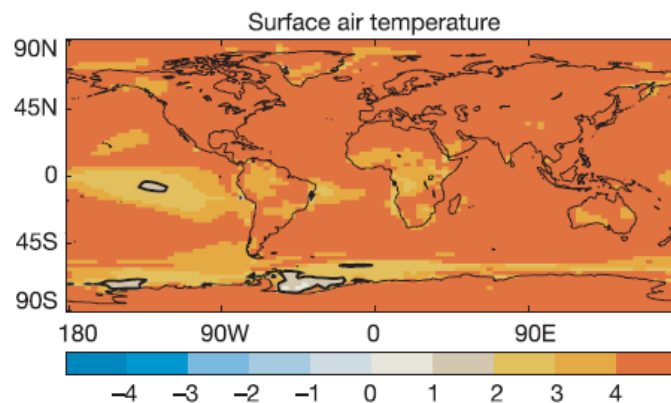 Surface air temperature
90N
45N
0
45S
90S
180 90W 0 90E
–4 –3 –2 –1 0 1 2 3 4